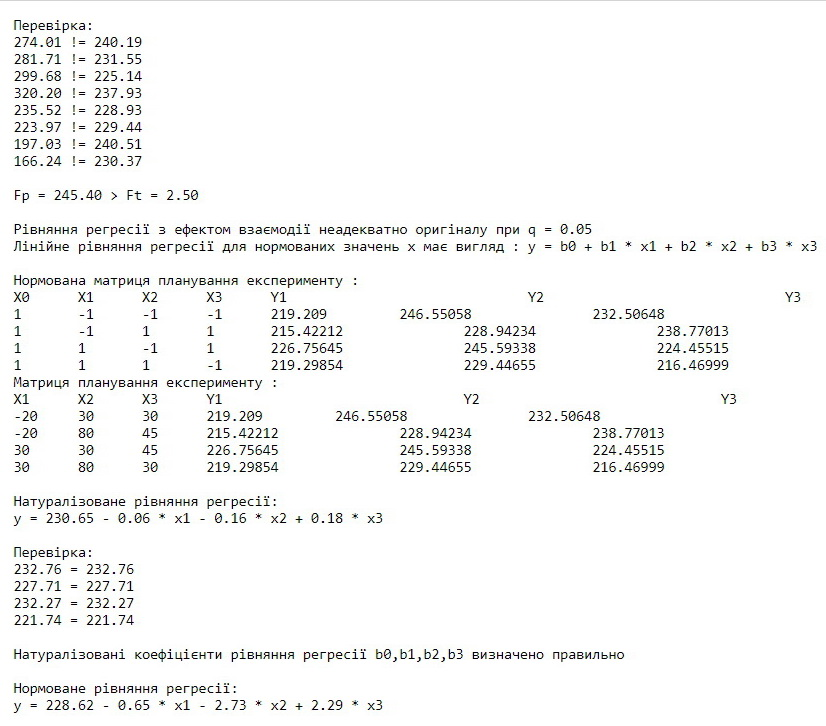 Перевірка:
274.01 != 240.19
281.71 != 231.55
299.68 != 225.14
320.20 != 237.93
235.52 != 228.93
223.97 != 229.44
197.03 != 240.51
166.24 != 230.37
Fp = 245.40 > Ft = 2.50
Рівняння регресії з ефектом взаємодії неадекватно оригіналу при q = 0.05
Лінійне рівняння регресії для нормованих значень x має вигляд : y = b0 + b1 * x1 + b2 * x2 + b3 * x3
Нормована матриця планування експерименту :
X0 X1 X2 X3 Y1 Y2 Y3
1 -1 -1 -1 219.209 246.55058 232.50648
1 -1 1 1 215.42212 228.94234 238.77013
1 1 -1 1 226.75645 245.59338 224.45515
1 1 1 -1 219.29854 229.44655 216.46999
Матриця планування експерименту :
X1 X2 X3 Y1 Y2 Y3
-20 30 30 219.209 246.55058 232.50648
-20 80 45 215.42212 228.94234 238.77013
30 30 45 226.75645 245.59338 224.45515
30 80 30 219.29854 229.44655 216.46999
Натуралізоване рівняння регресії:
y = 230.65 - 0.06 * x1 - 0.16 * x2 + 0.18 * x3
Перевірка:
232.76 = 232.76
227.71 = 227.71
232.27 = 232.27
221.74 = 221.74
Натуралізовані коефіцієнти рівняння регресії b0,b1,b2,b3 визначено правильно
Нормоване рівняння регресії:
y = 228.62 - 0.65 * x1 - 2.73 * x2 + 2.29 * x3